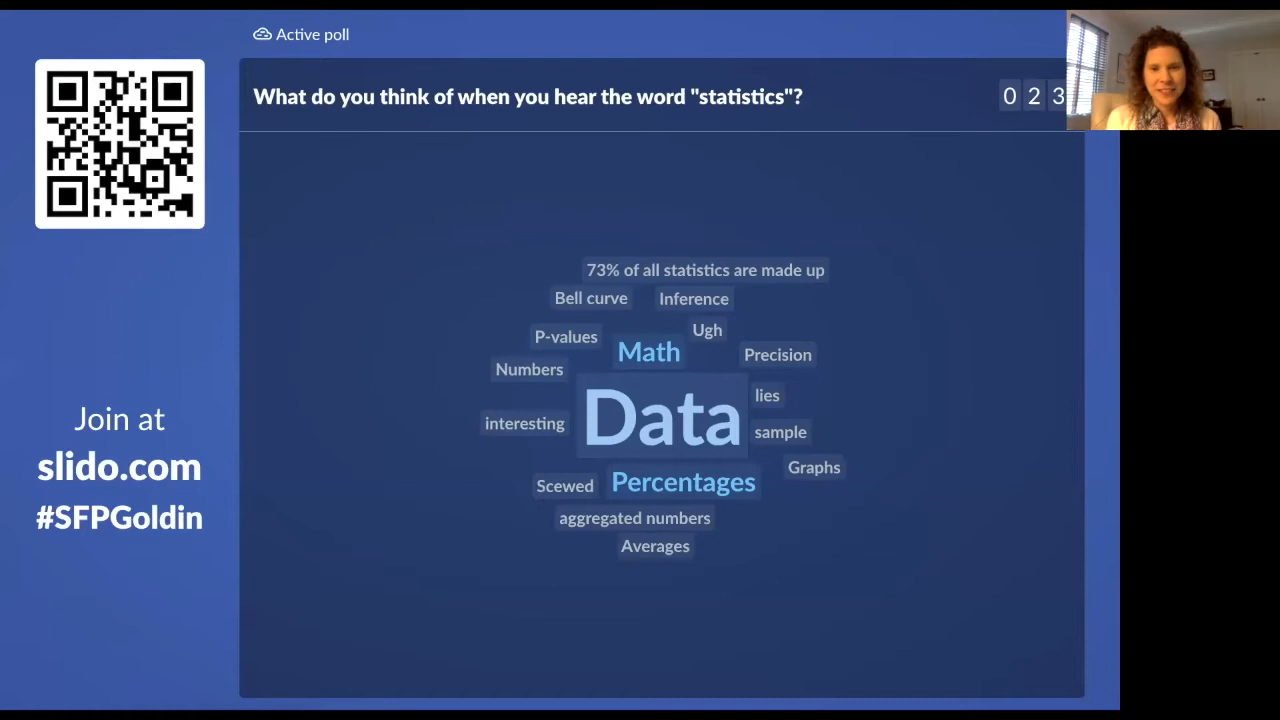 Active poll
What do you think of when you hear the word "statistics"?
0 2 3
73% of all statistics are made up
Bell curve
Inference
Ugh
P-values
Math
Precision
Numbers
Data
lies
interesting
sample
Graphs
Scewed
Percentages
aggregated numbers
Averages
Join at
slido.com
#SFPGoldin